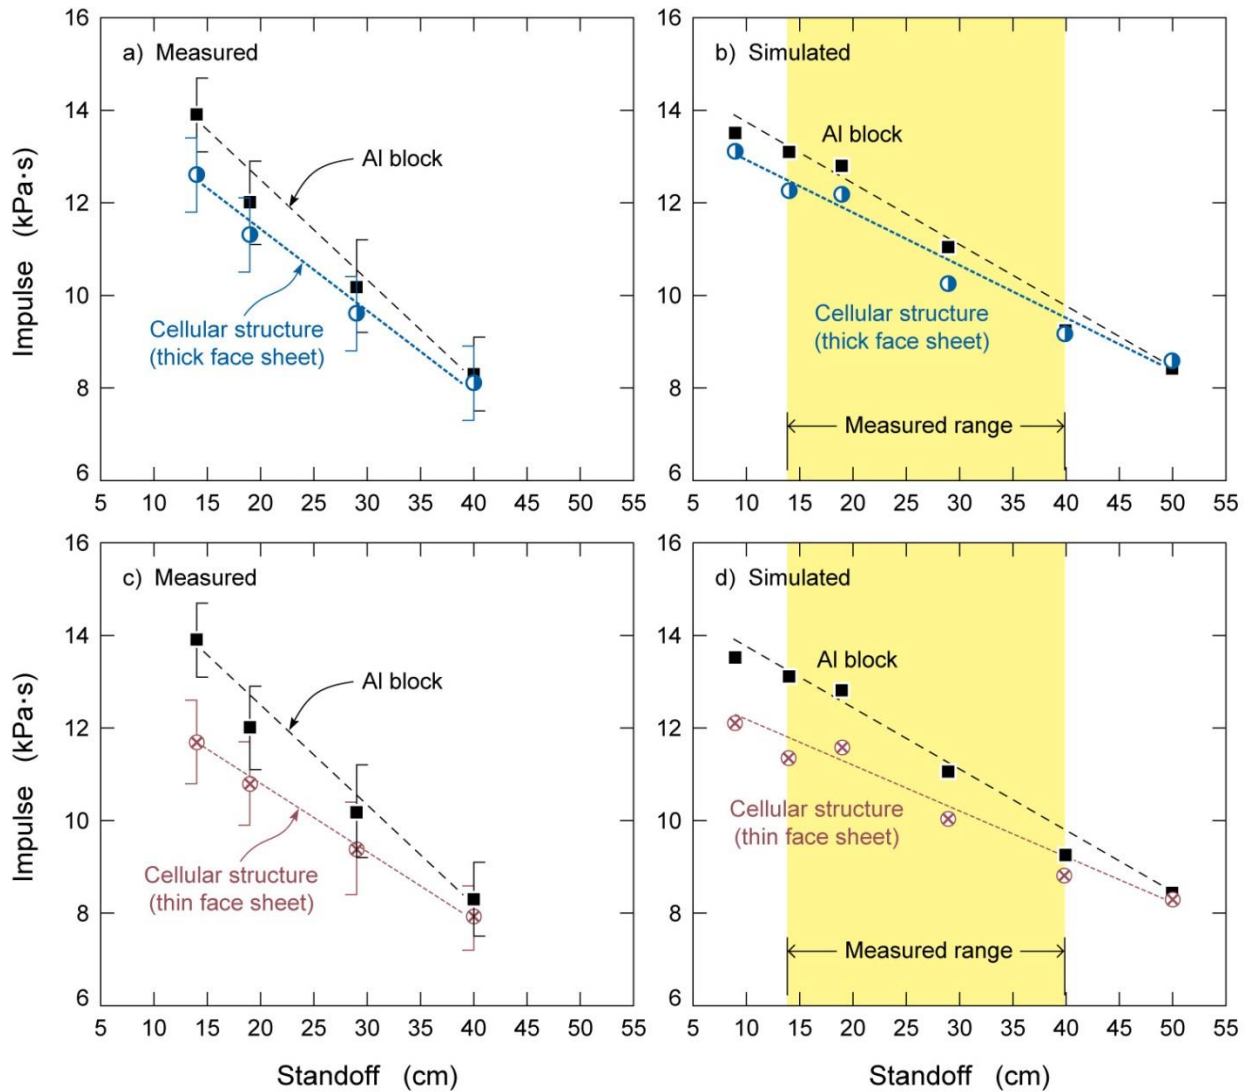 a) Measured
Al block
Cellular structure
(thick face sheet)
Impulse (kPa·s)
16
14
12
10
8
6
5 10 15 20 25 30 35 40 45 50 55
b) Simulated
Al block
Cellular structure
(thick face sheet)
Measured range
16
14
12
10
8
6
5 10 15 20 25 30 35 40 45 50 55
c) Measured
Al block
Cellular structure
(thin face sheet)
Impulse (kPa·s)
16
14
12
10
8
6
5 10 15 20 25 30 35 40 45 50 55
Standoff (cm)
d) Simulated
Al block
Cellular structure
(thin face sheet)
Measured range
16
14
12
10
8
6
5 10 15 20 25 30 35 40 45 50 55
Standoff (cm)